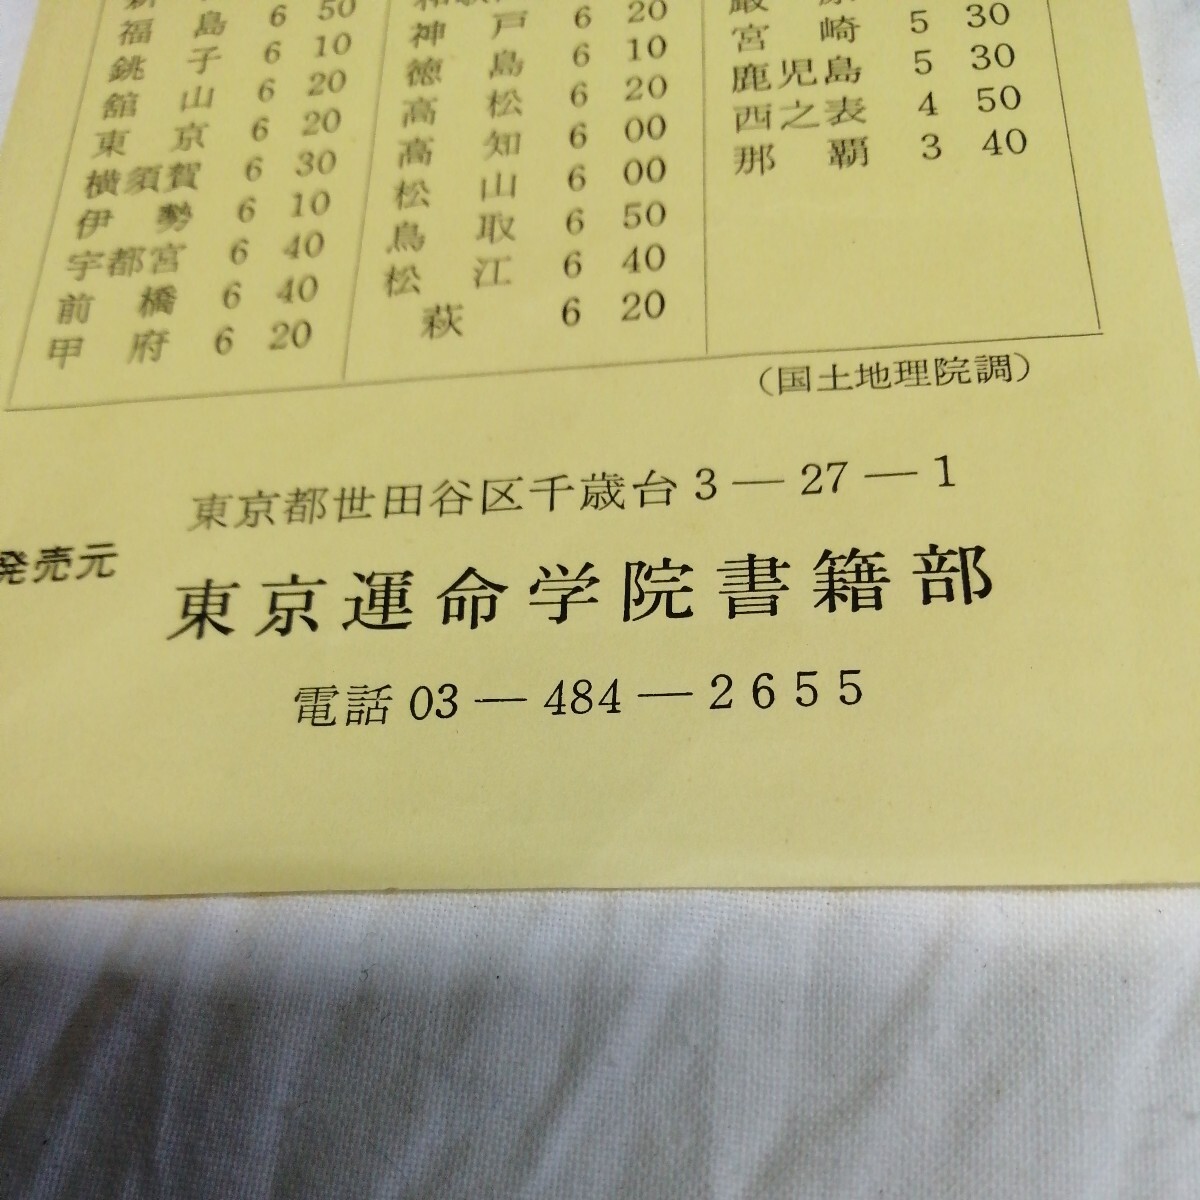 福島 6 50
銚子 6 10
舘山 6 20
東京 6 20
横須賀 6 30
伊勢 6 10
宇都宮 6 40
前橋 6 40
甲府 6 20
神戸 6 20
徳島 6 10
高松 6 20
高知 6 00
松山 6 00
鳥取 6 50
松江 6 40
萩 6 20
宮崎 5 30
鹿児島 5 30
西之表 4 50
那覇 3 40
(国土地理院調)
東京都世田谷区千歳台3—27—1
発売元
東京運命学院書籍部
電話03—484—2655